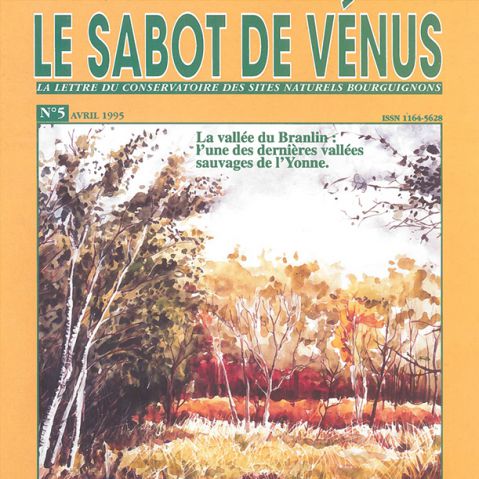 LE SABOT DE VÉNUS
LA LETTRE DU CONSERVATOIRE DES SITES NATURELS BOURGUIGNONS
N°5 AVRIL 1995 ISSN 1164-5628
La vallée du Branlin :
l'une des dernières vallées
sauvages de l'Yonne.